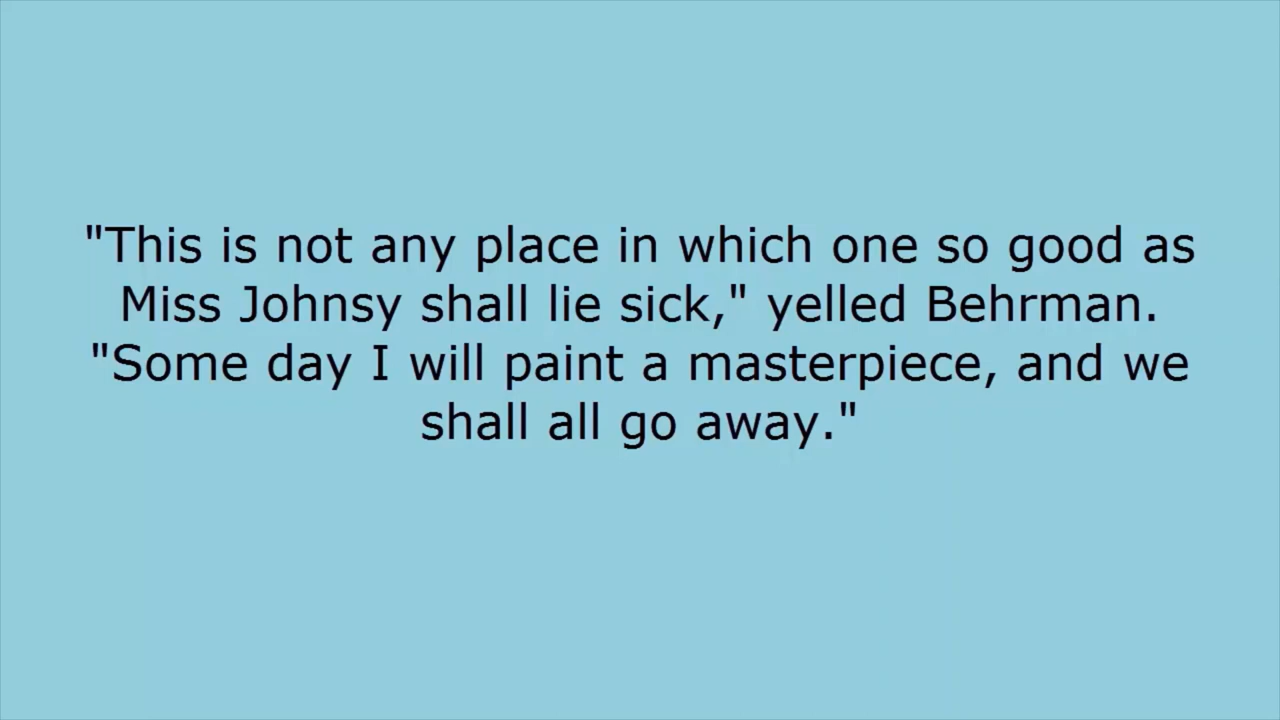 "This is not any place in which one so good as
Miss Johnsy shall lie sick," yelled Behrman.
"Some day I will paint a masterpiece, and we
shall all go away."